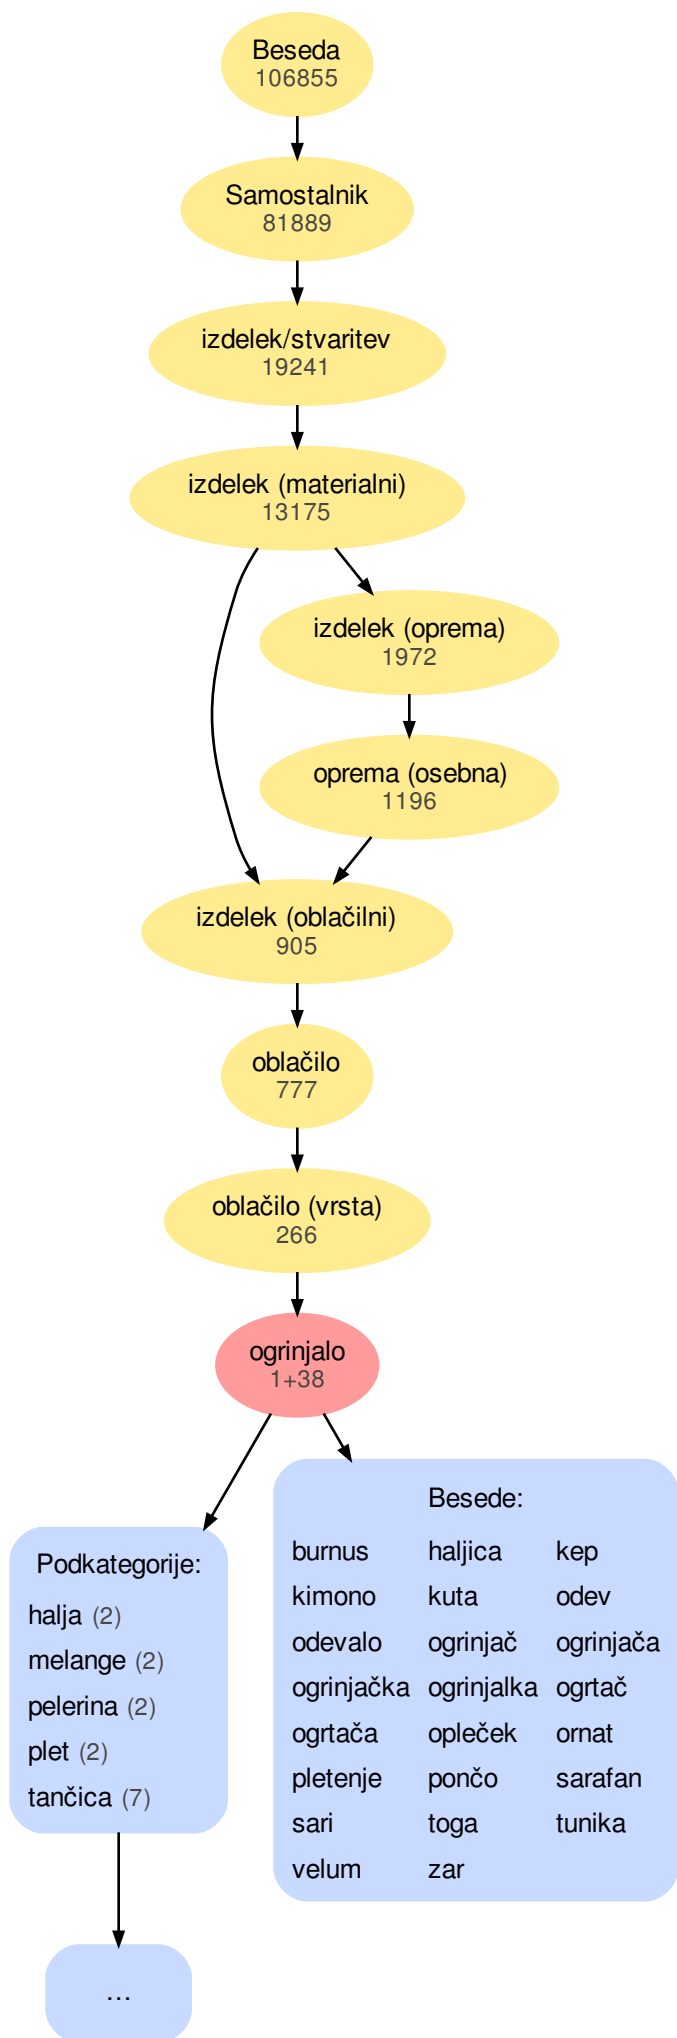 Beseda
106855
Samostalnik
81889
izdelek/stvaritev
19241
izdelek (materialni)
13175
izdelek (oprema)
1972
oprema (osebna)
1196
izdelek (oblačilni)
905
oblačilo
777
oblačilo (vrsta)
266
ogrinjalo
1+38
Podkategorije:
halja (2)
melange (2)
pelerina (2)
plet (2)
tančica (7)
...
Besede:
burnus haljica kep
kimono kuta odev
odevalo ogrinjač ogrinjača
ogrinjačka ogrinjalka ogrtač
ogrtača opleček ornat
pletenje pončo sarafan
sari toga tunika
velum zar